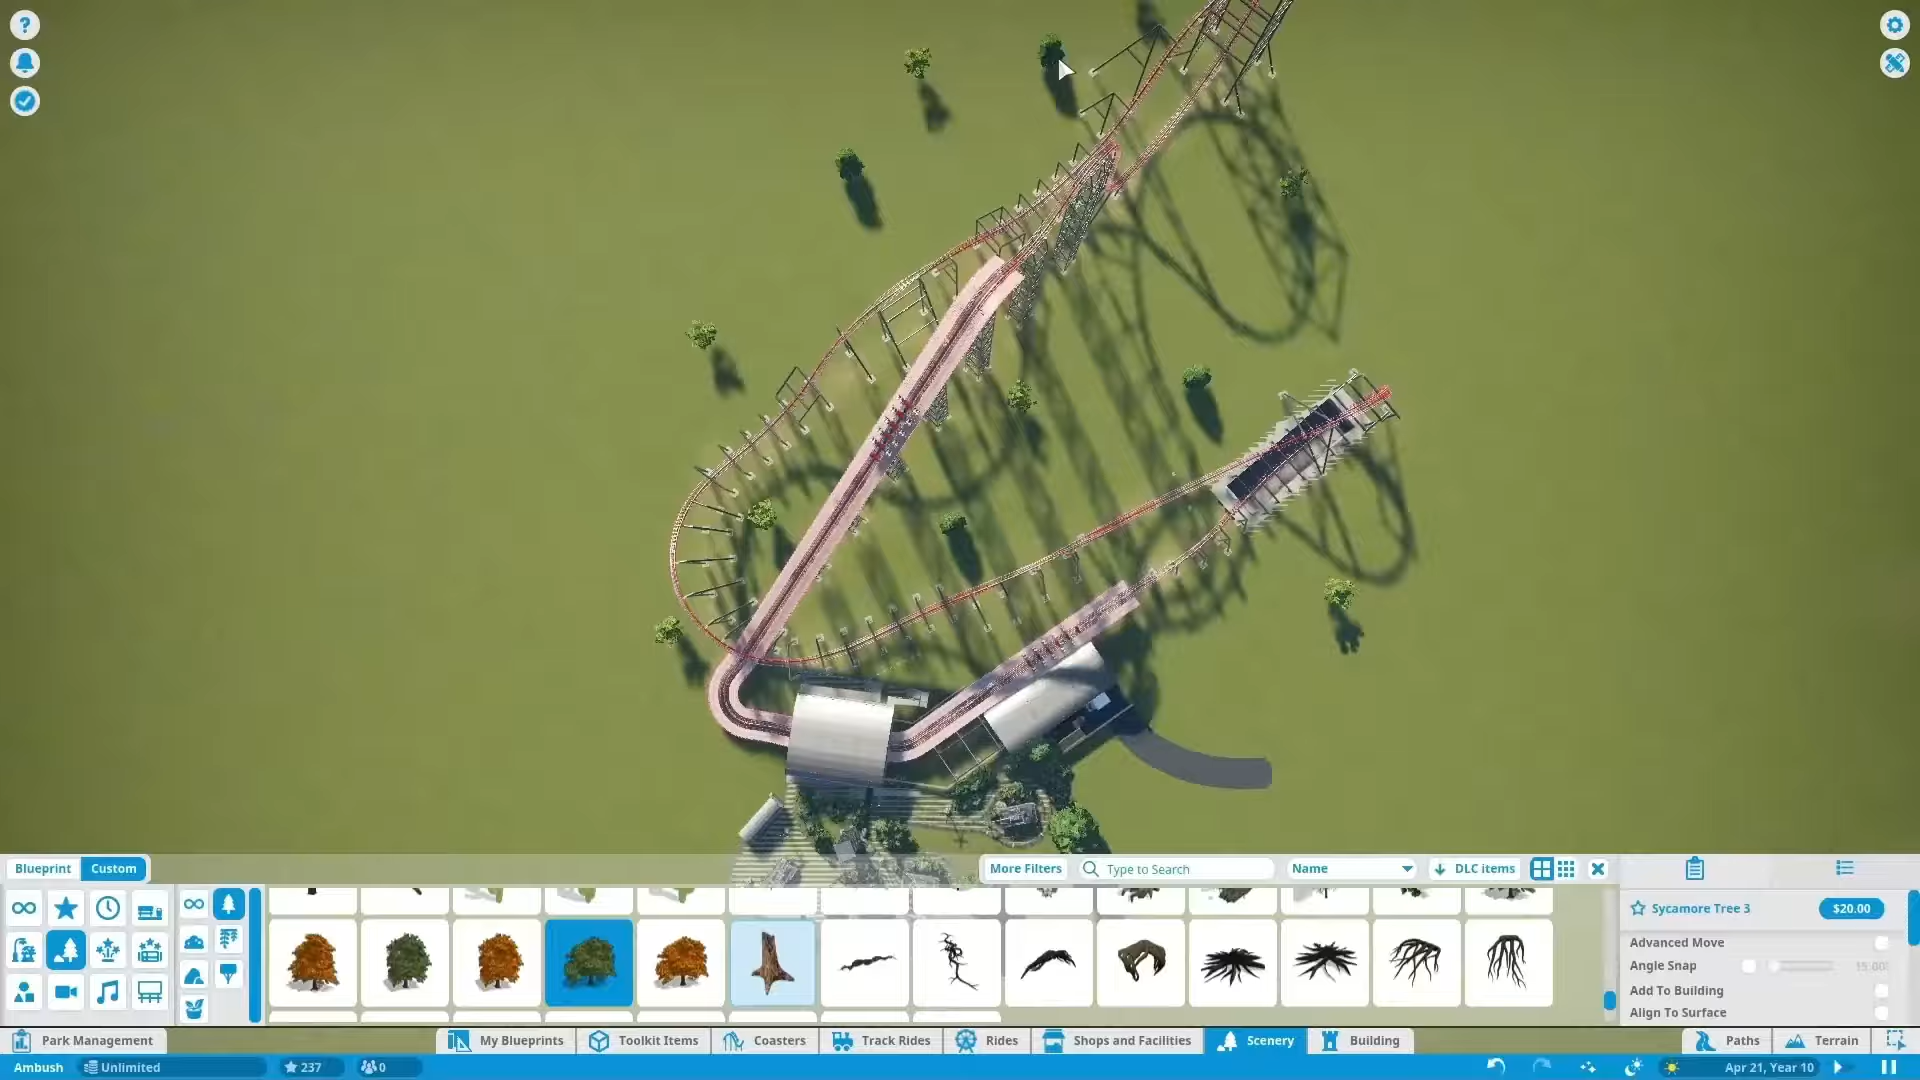 ?
Blueprint Custom
More Filters Type to Search Name DLC items
Sycamore Tree 3 $20.00
Advanced Move
Angle Snap 15.00
Add To Building
Align To Surface
Park Management My Blueprints Toolkit Items Coasters Track Rides Rides Shops and Facilities Scenery Building Paths Terrain
Ambush Unlimited 237 0 Apr 21, Year 10